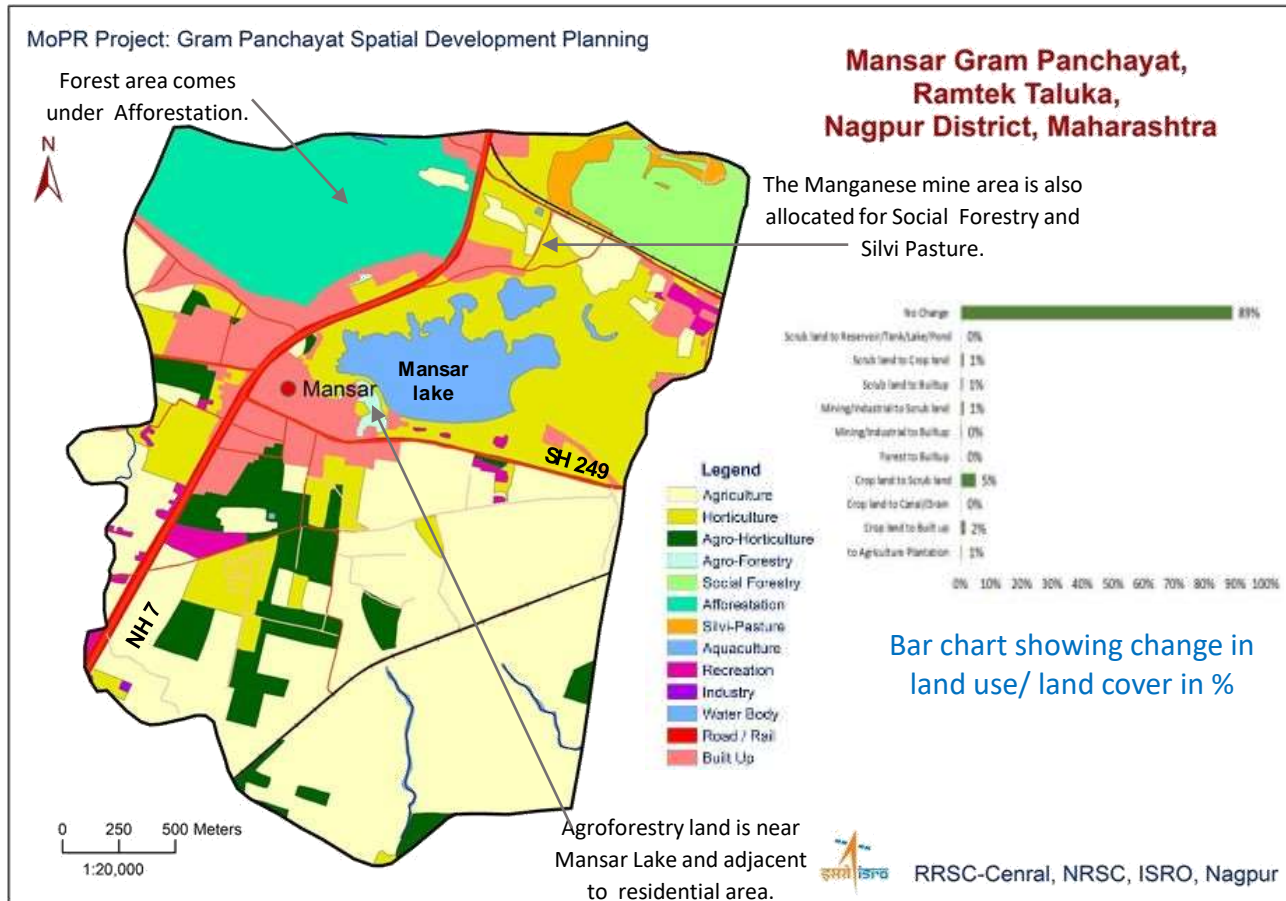 MoPR Project: Gram Panchayat Spatial Development Planning
Mansar Gram Panchayat,
Ramtek Taluka,
Nagpur District, Maharashtra
Forest area comes
under Afforestation.
N
The Manganese mine area is also
allocated for Social Forestry and
Silvi Pasture.
Mansar
Mansar
lake
SH 249
NH 7
Legend
Agriculture
Horticulture
Agro-Horticulture
Agro-Forestry
Social Forestry
Afforestation
Silvi-Pasture
Aquaculture
Recreation
Industry
Water Body
Road / Rail
Built Up
No Change 89%
Scrub land to Reservoir/Tank/Lake/Pond 0%
Scrub land to Crop land 1%
Scrub land to Builtup 1%
Mining/Industrial to Scrub land 1%
Mining/Industrial to Builtup 0%
Forest to Builtup 0%
Crop land to Scrub land 5%
Crop land to Canal/Drain 0%
Crop land to Built up 2%
to Agriculture Plantation 1%
0% 10% 20% 30% 40% 50% 60% 70% 80% 90% 100%
Bar chart showing change in
land use/ land cover in %
0 250 500 Meters
1:20,000
Agroforestry land is near
Mansar Lake and adjacent
to residential area.
इसरो isro
RRSC-Cenral, NRSC, ISRO, Nagpur